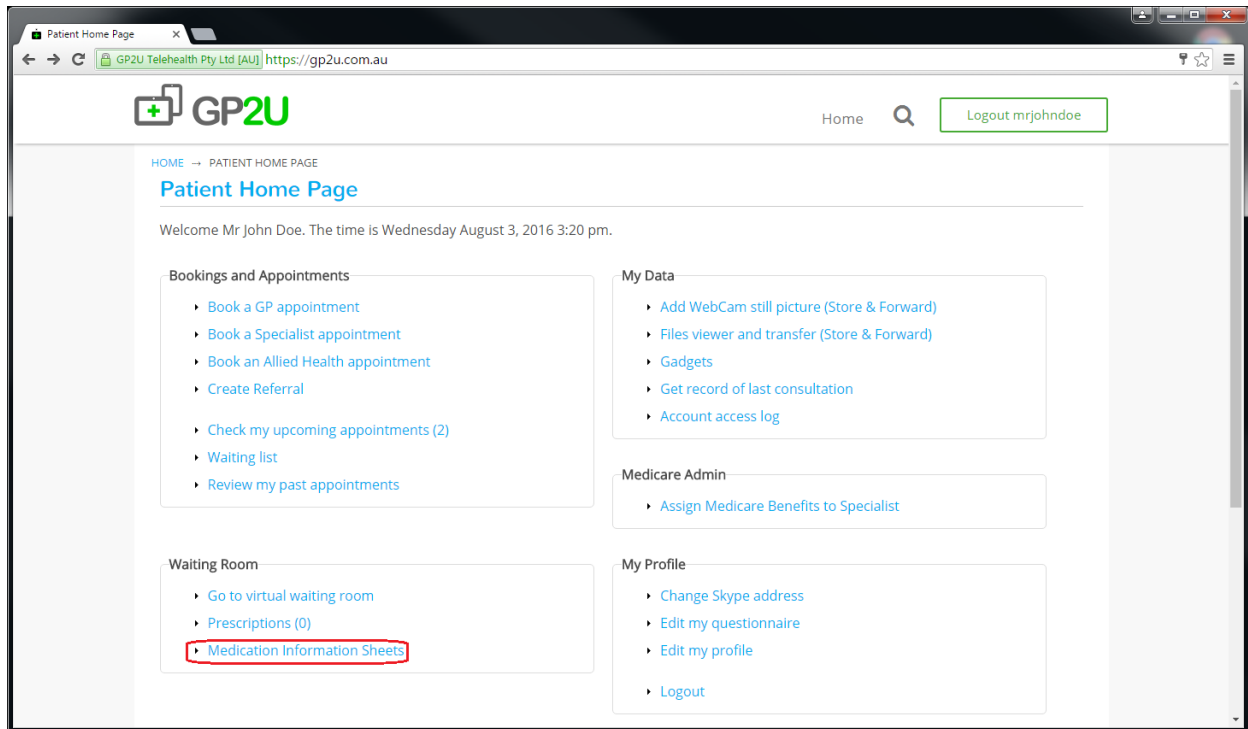 Patient Home Page
GP2U Telehealth Pty Ltd [AU] https://gp2u.com.au
GP2U
Home
Logout mrjohndoe
HOME → PATIENT HOME PAGE
Patient Home Page
Welcome Mr John Doe. The time is Wednesday August 3, 2016 3:20 pm.
Bookings and Appointments
Book a GP appointment
Book a Specialist appointment
Book an Allied Health appointment
Create Referral
Check my upcoming appointments (2)
Waiting list
Review my past appointments
My Data
Add WebCam still picture (Store & Forward)
Files viewer and transfer (Store & Forward)
Gadgets
Get record of last consultation
Account access log
Medicare Admin
Assign Medicare Benefits to Specialist
Waiting Room
Go to virtual waiting room
Prescriptions (0)
Medication Information Sheets
My Profile
Change Skype address
Edit my questionnaire
Edit my profile
Logout